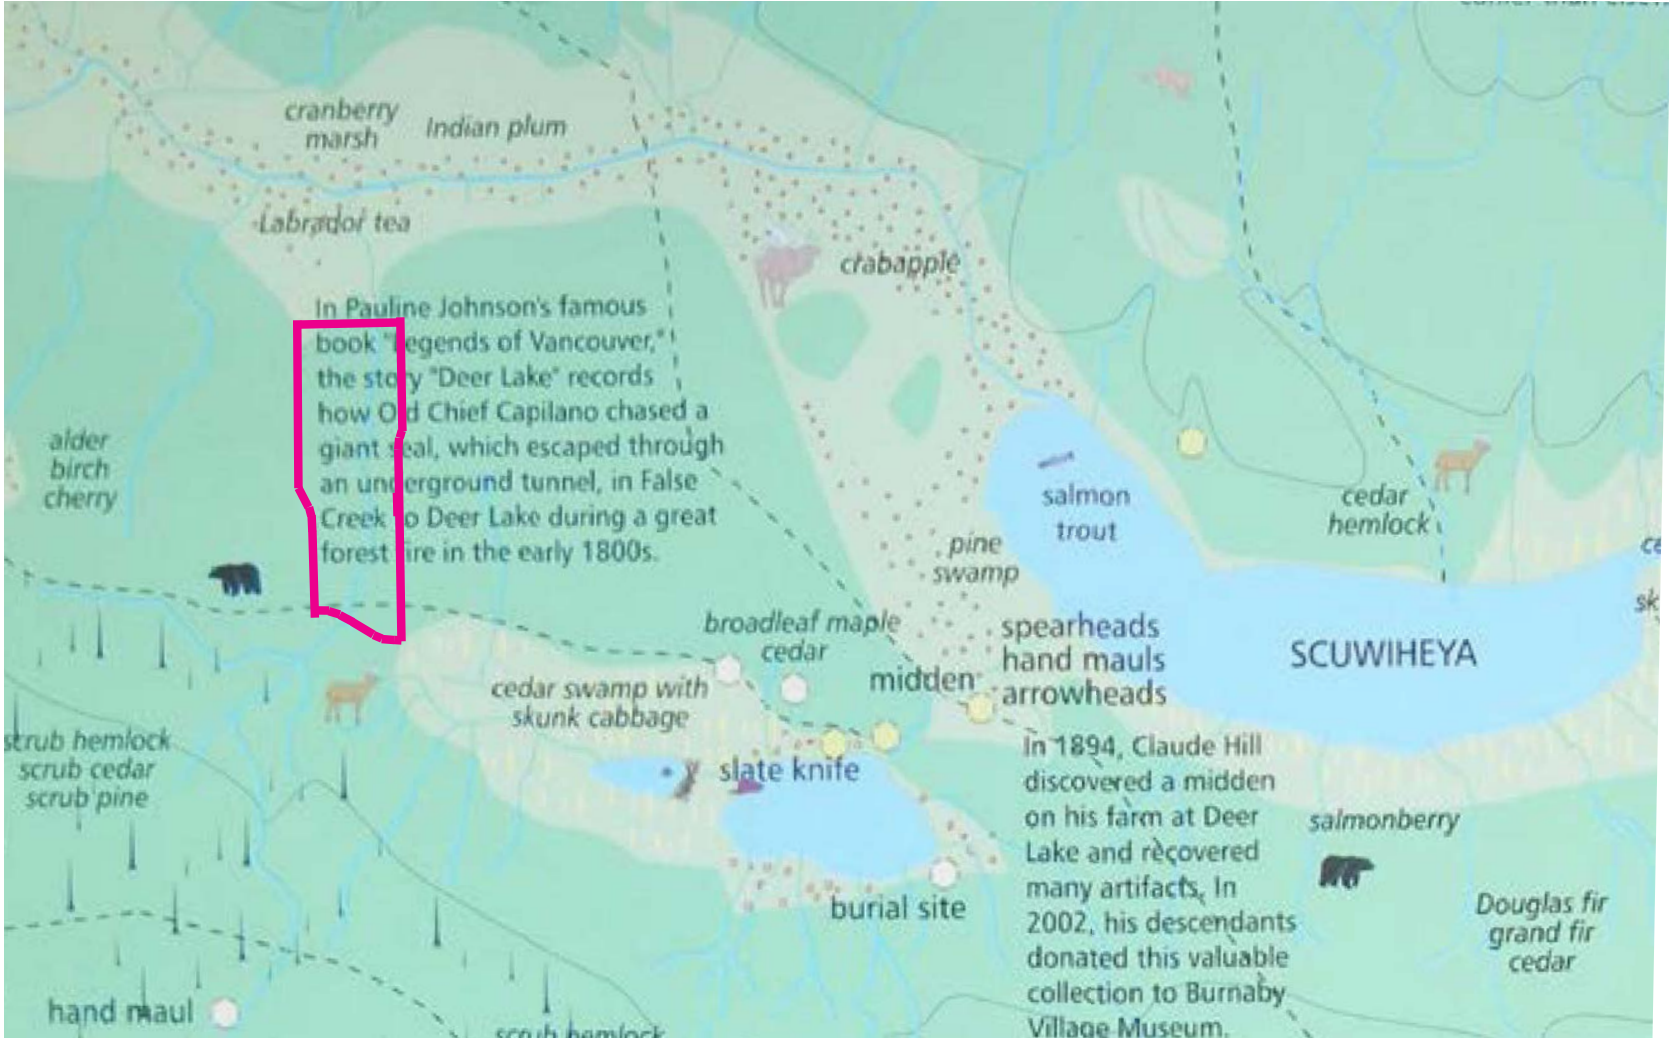 cranberry
marsh
Indian plum
Labrador tea
crabapple
In Pauline Johnson's famous
book "Legends of Vancouver,"
the story "Deer Lake" records
how Old Chief Capilano chased a
giant seal, which escaped through
an underground tunnel, in False
Creek to Deer Lake during a great
forest fire in the early 1800s.
alder
birch
cherry
salmon
trout
cedar
hemlock
pine
swamp
broadleaf maple
cedar
midden
spearheads
hand mauls
arrowheads
SCUWIHEYA
cedar swamp with
skunk cabbage
slate knife
scrub hemlock
scrub cedar
scrub pine
In 1894, Claude Hill
discovered a midden
on his farm at Deer
Lake and recovered
many artifacts. In
2002, his descendants
donated this valuable
collection to Burnaby
Village Museum.
salmonberry
burial site
Douglas fir
grand fir
cedar
hand maul
scrub hemlock